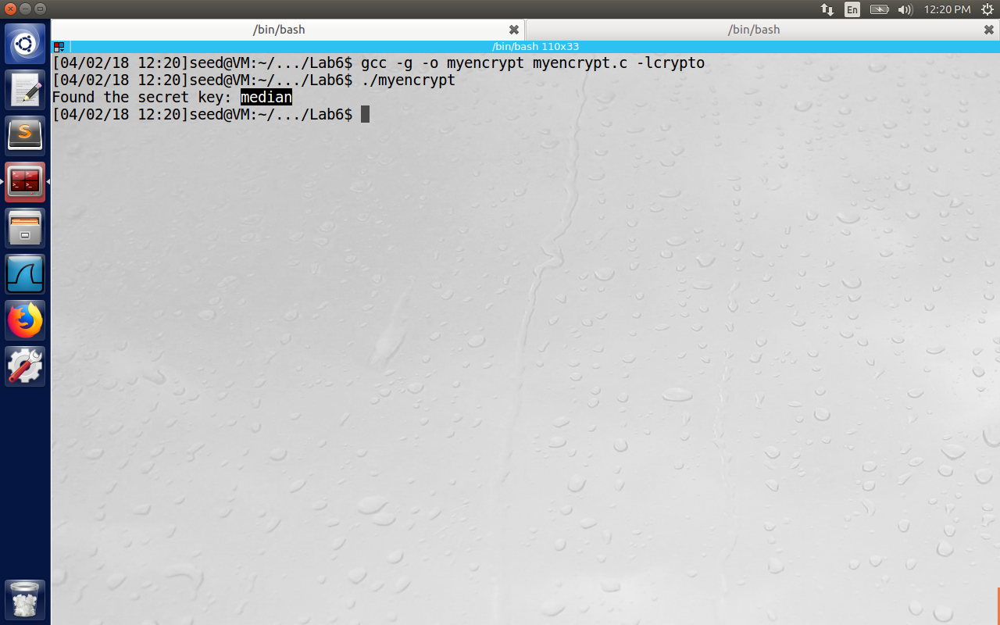 En 12:20 PM
/bin/bash /bin/bash
/bin/bash 110x33
[04/02/18 12:20]seed@VM:~/.../Lab6$ gcc -g -o myencrypt myencrypt.c -lcrypto
[04/02/18 12:20]seed@VM:~/.../Lab6$ ./myencrypt
Found the secret key: median
[04/02/18 12:20]seed@VM:~/.../Lab6$